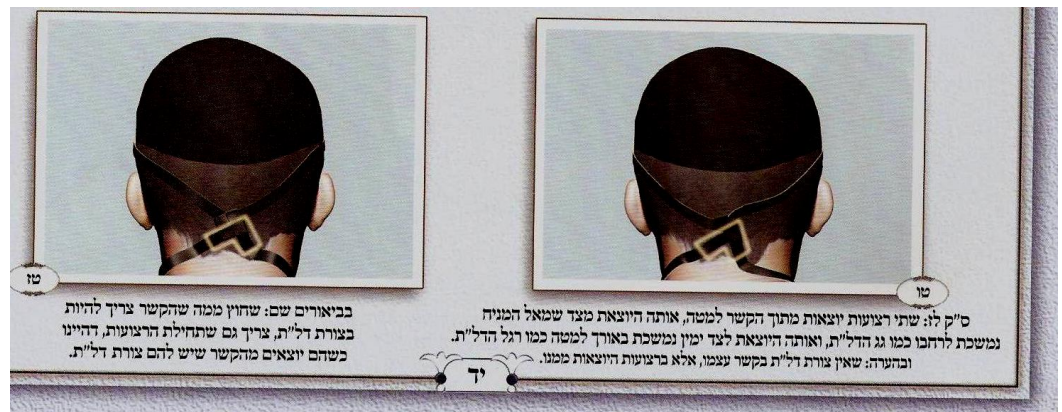 טו
ס״ק לז: שתי רצועות יוצאות מתוך הקשר למטה, אותה היוצאת מצד שמאל המניח
נמשכת לרחבו כמו גג הדל״ת, ואותה היוצאת לצד ימין נמשכת באורך למטה כמו רגל הדל״ת.
ובהערה: שאין צורת דל״ת בקשר עצמו, אלא ברצועות היוצאות ממנו.
טז
בביאורים שם: שחוץ ממה שהקשר צריך להיות
בצורת דל״ת, צריך גם שתחילת הרצועות, דהיינו
כשהם יוצאים מהקשר שיש להם צורת דל״ת.
יד